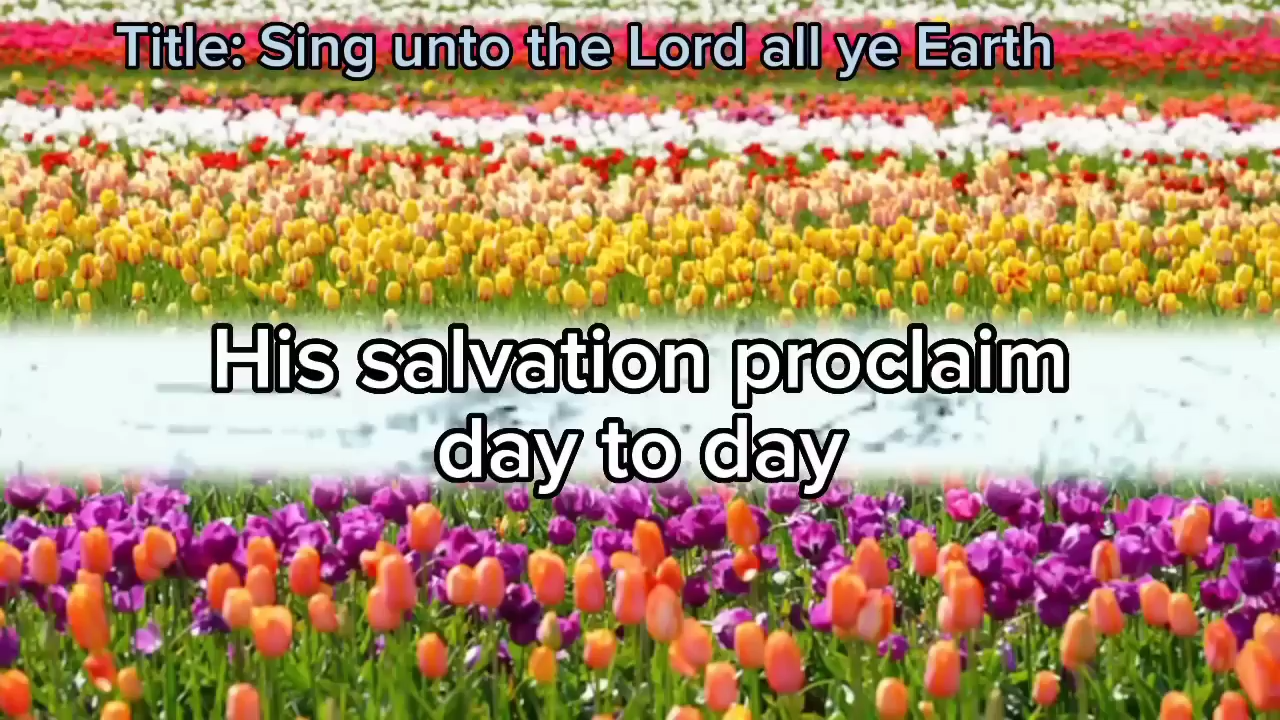 Title: Sing unto the Lord all ye Earth
His salvation proclaim
day to day